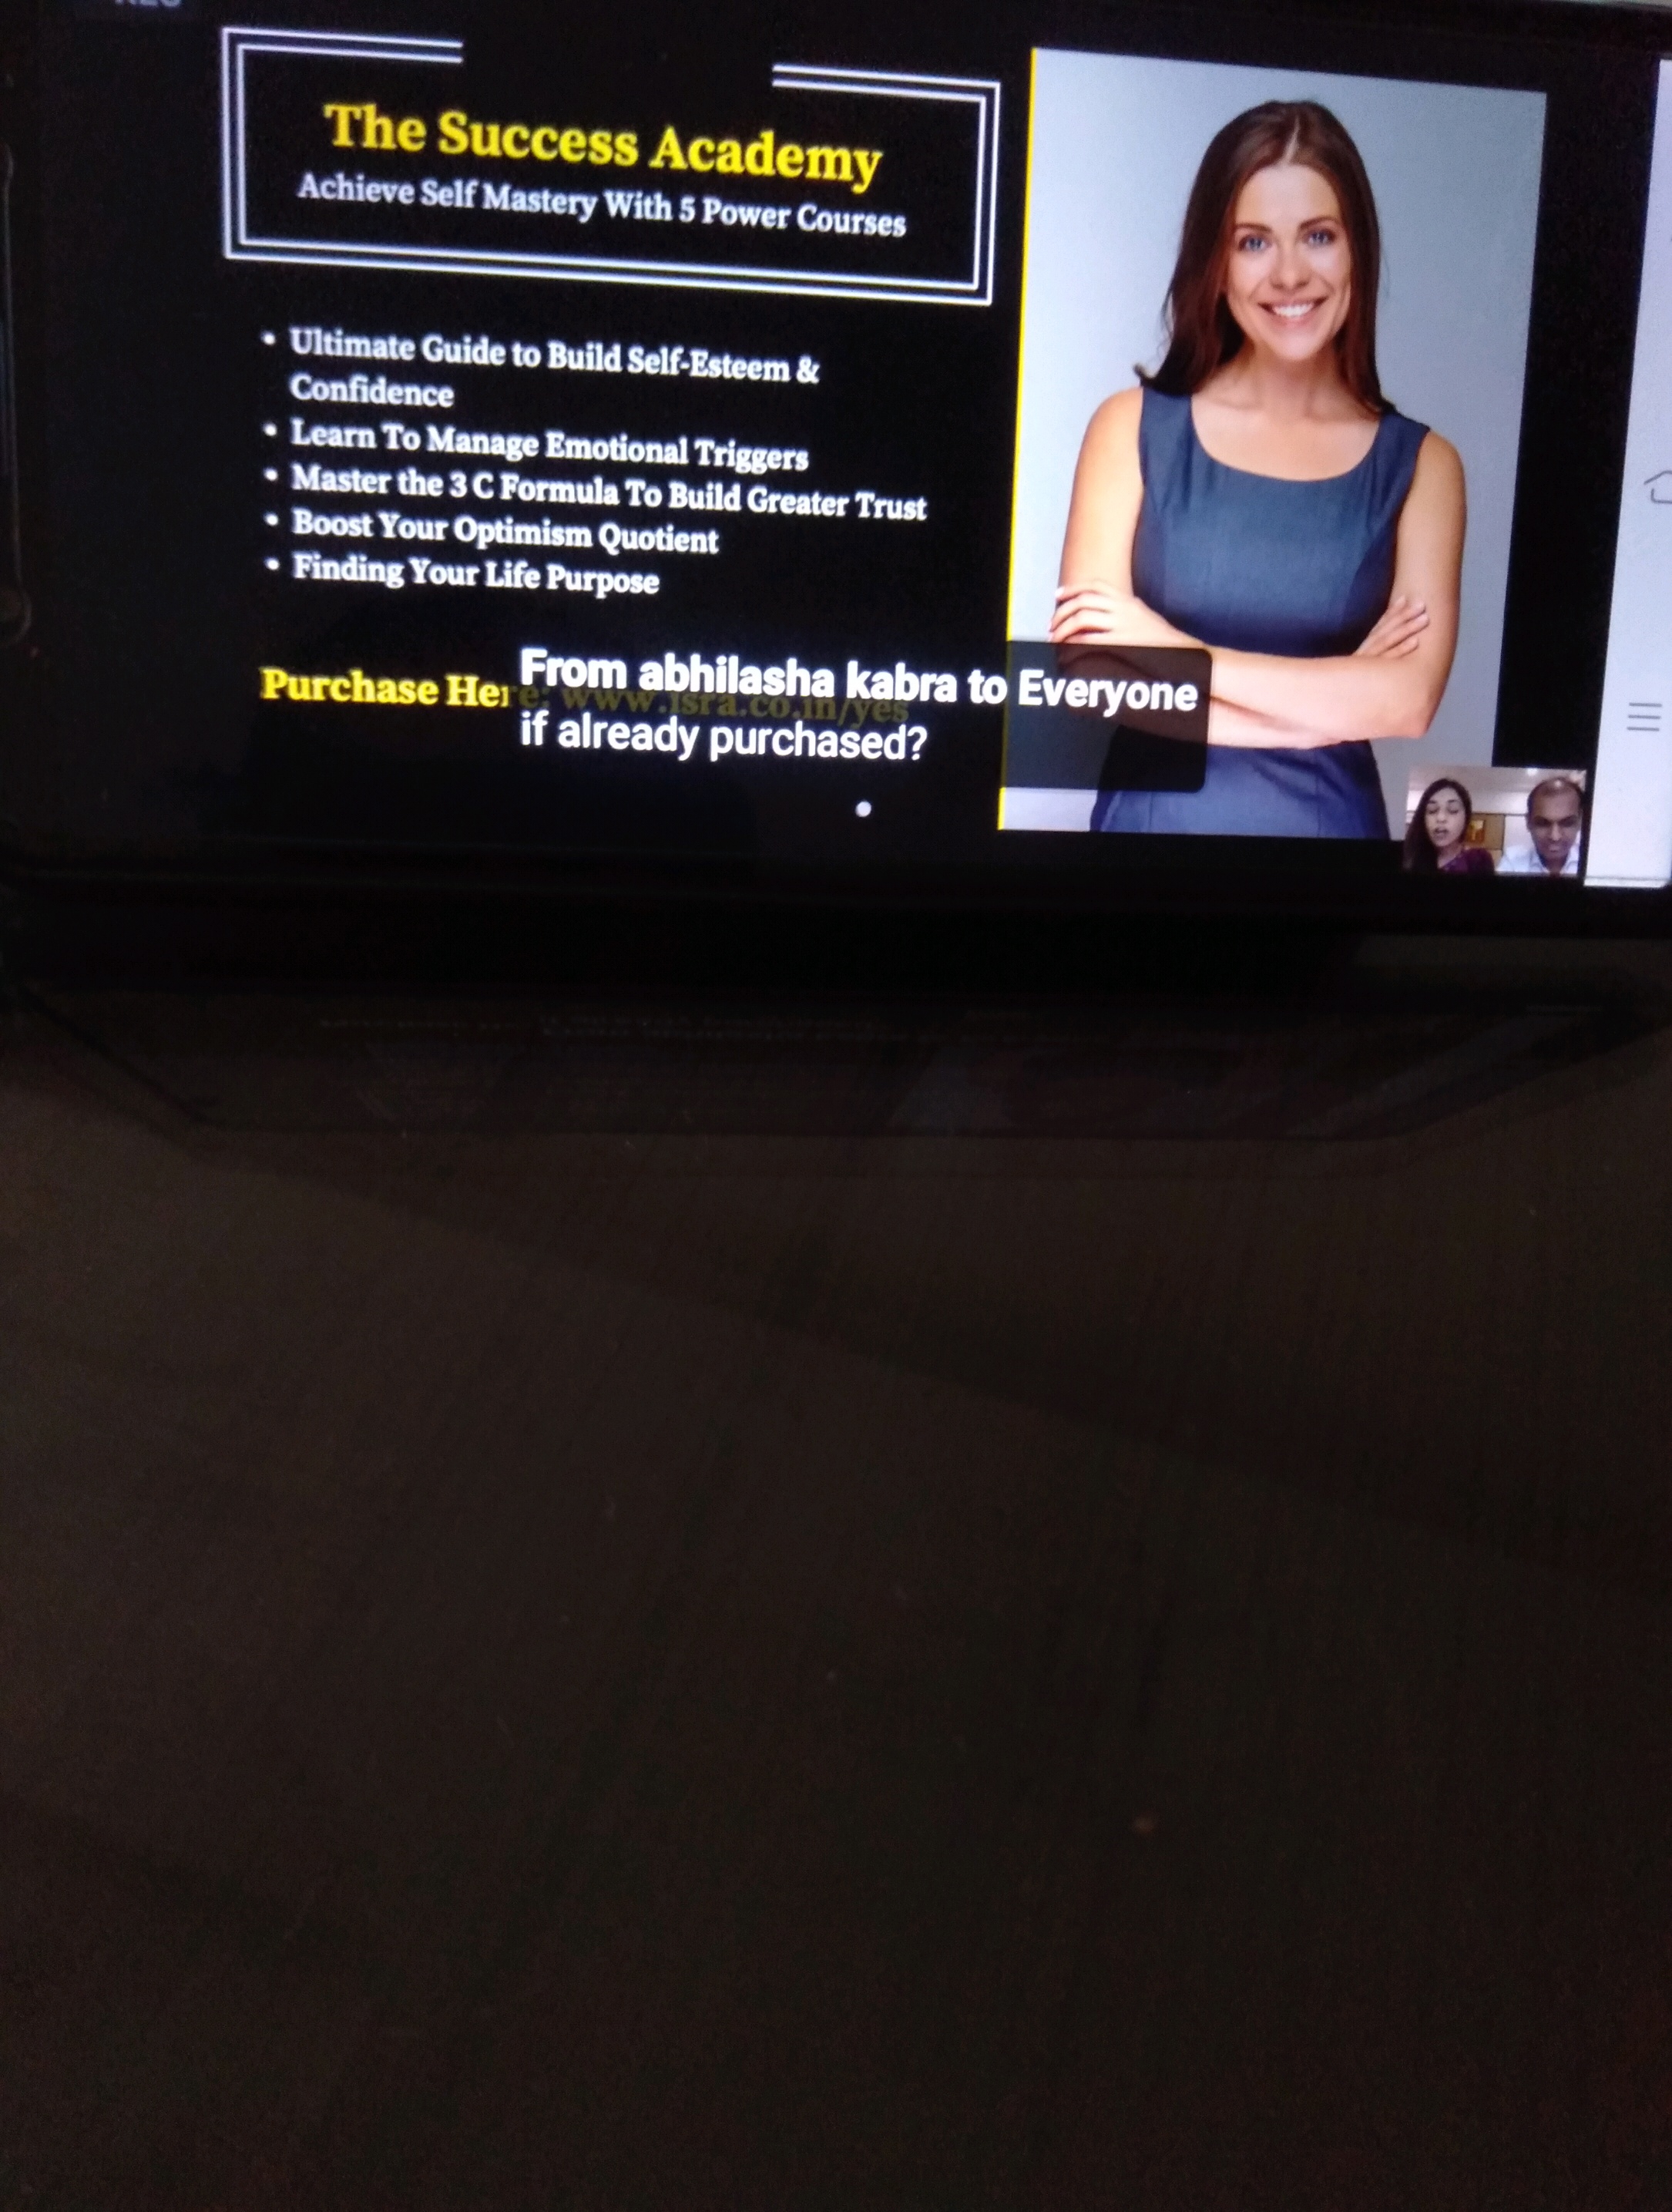 The Success Academy
Achieve Self Mastery With 5 Power Courses
• Ultimate Guide to Build Self-Esteem &
Confidence
• Learn To Manage Emotional Triggers
• Master the 3 C Formula To Build Greater Trust
• Boost Your Optimism Quotient
• Finding Your Life Purpose
Purchase Here: www.isra.co.in/yes
From abhilasha kabra to Everyone
if already purchased?